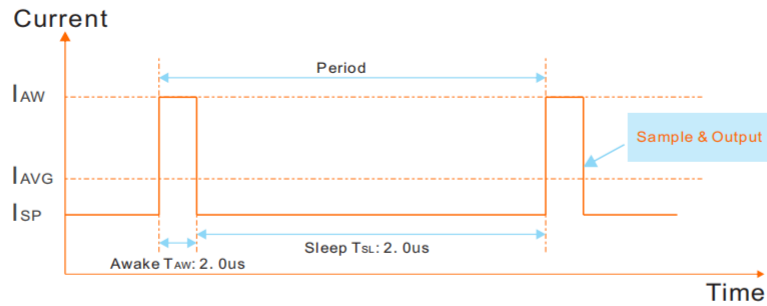 Current
Period
IAW
Sample & Output
IAVG
ISP
Sleep TSL: 2. 0us
Awake TAW: 2. 0us
Time